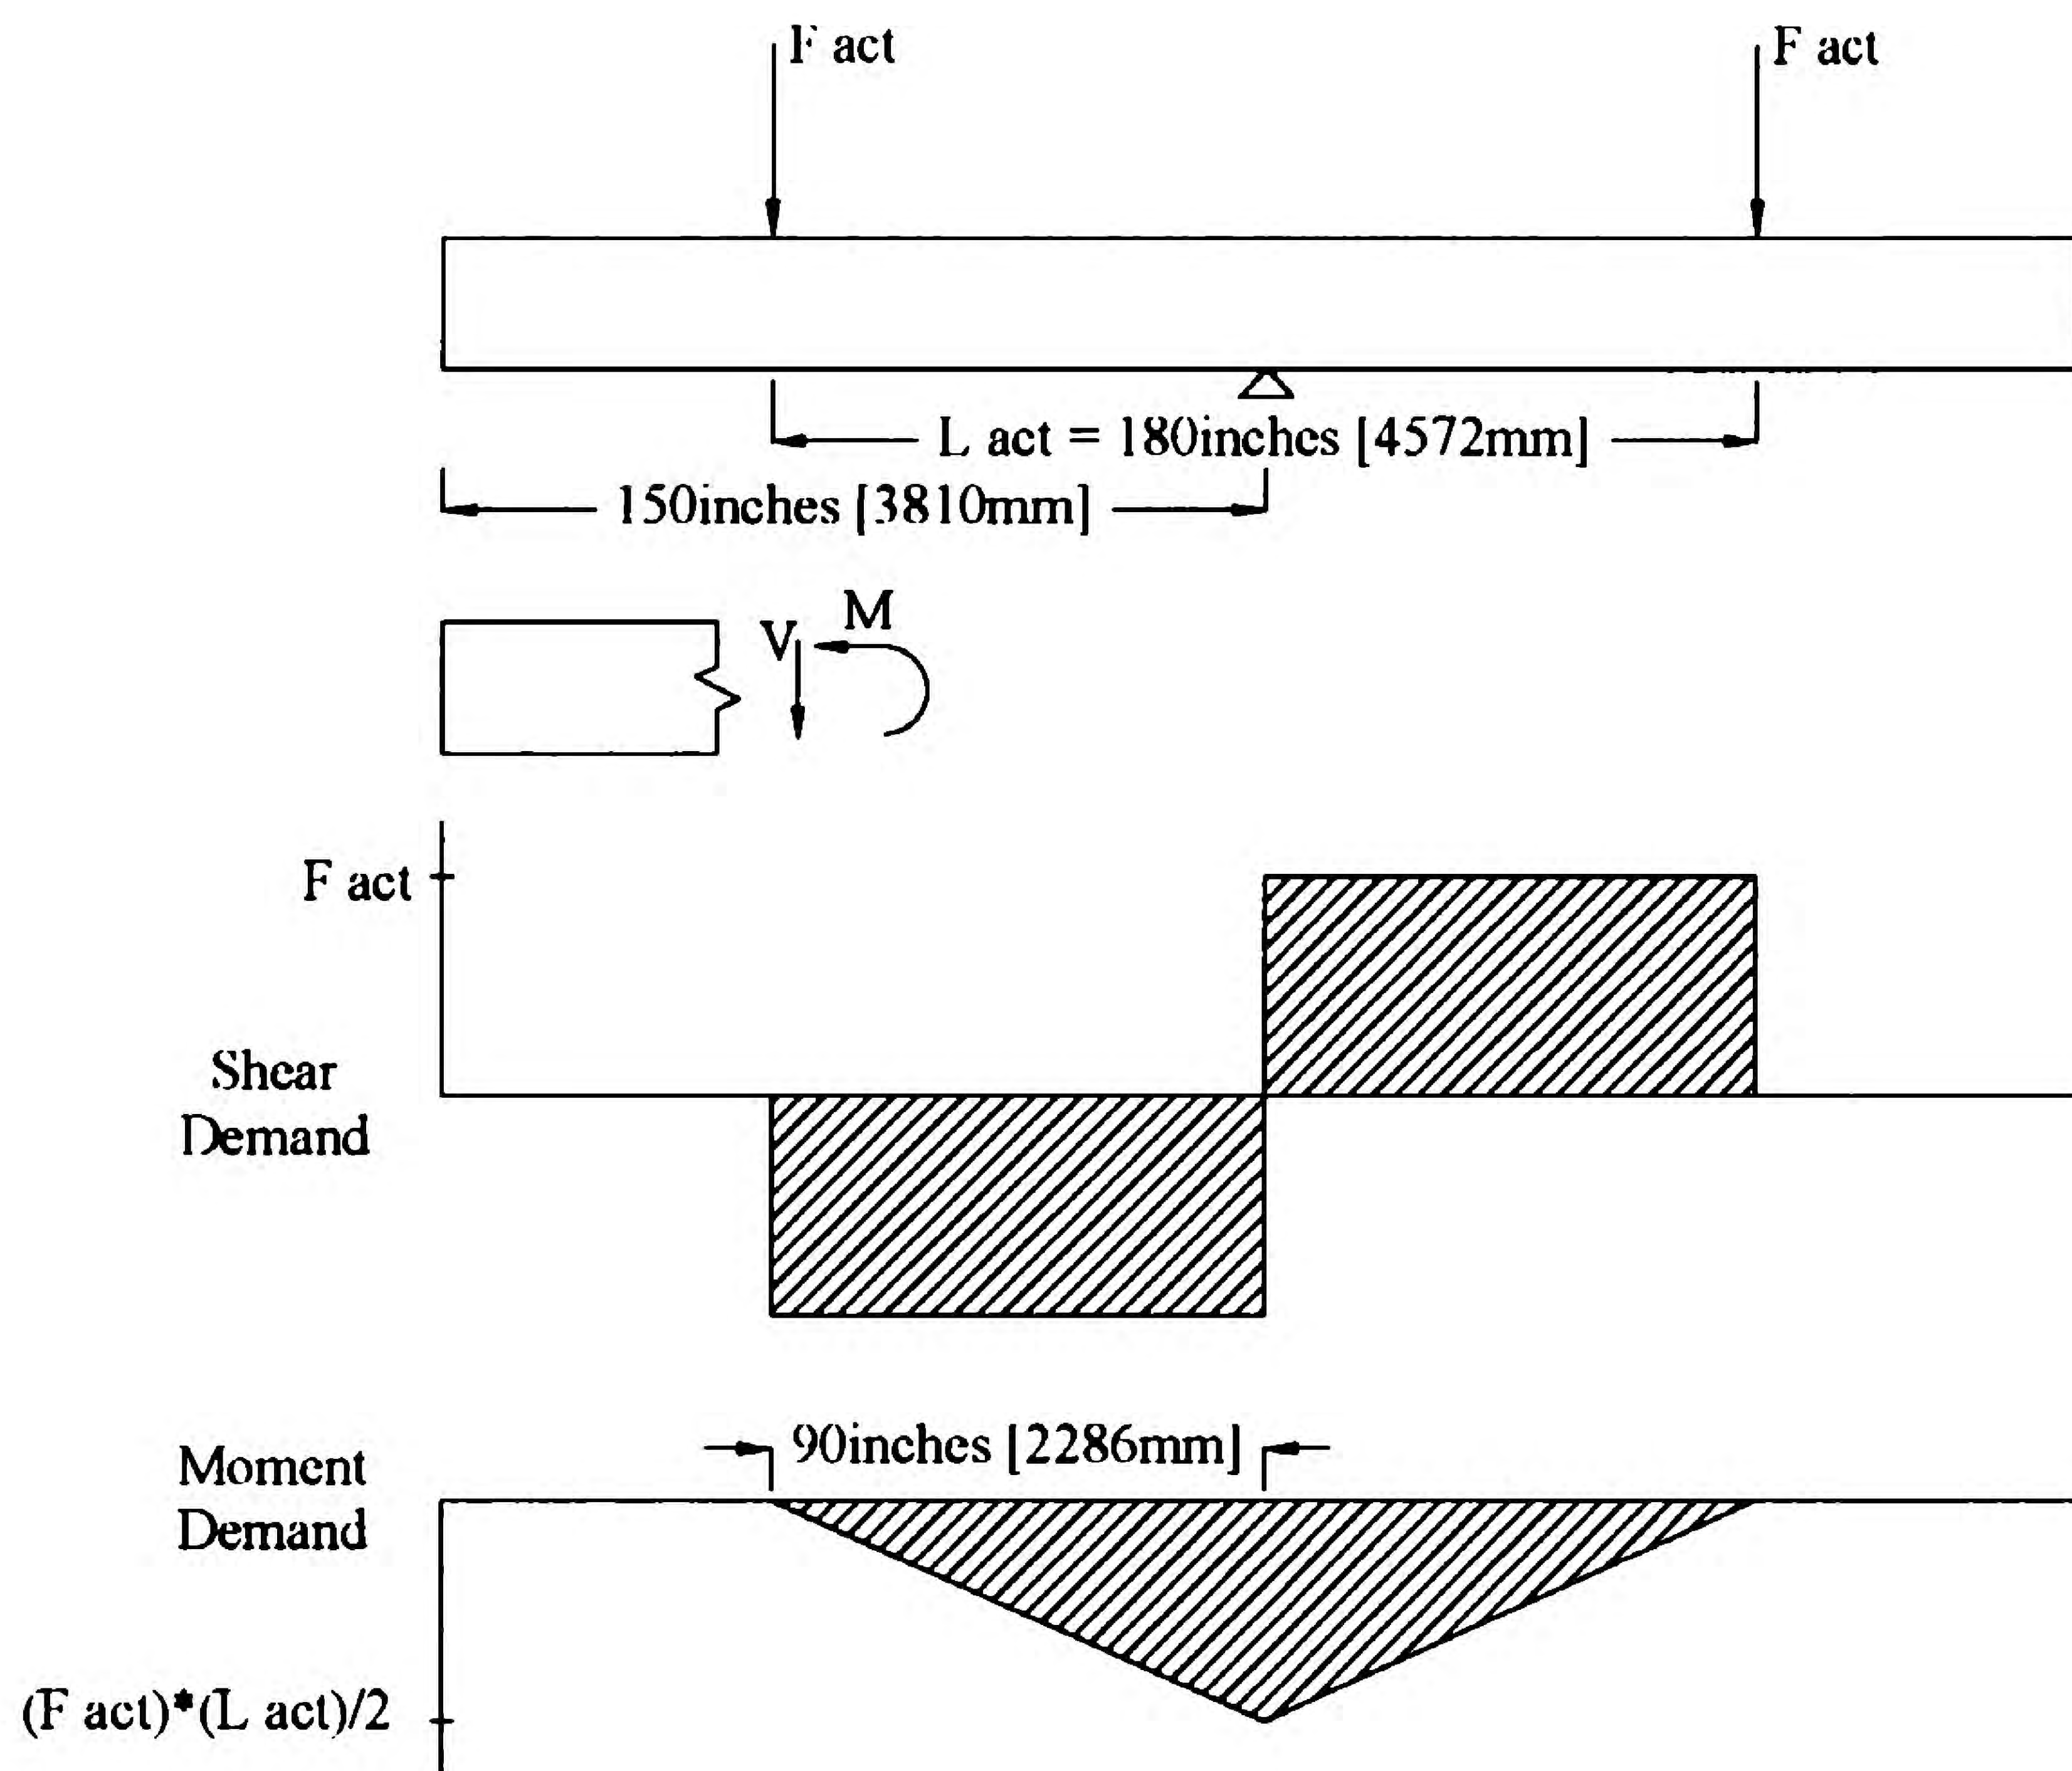 F act
F act
L act = 180inches [4572mm]
150inches [3810mm]
V
M
F act
Shear
Demand
90inches [2286mm]
Moment
Demand
(F act)*(L act)/2